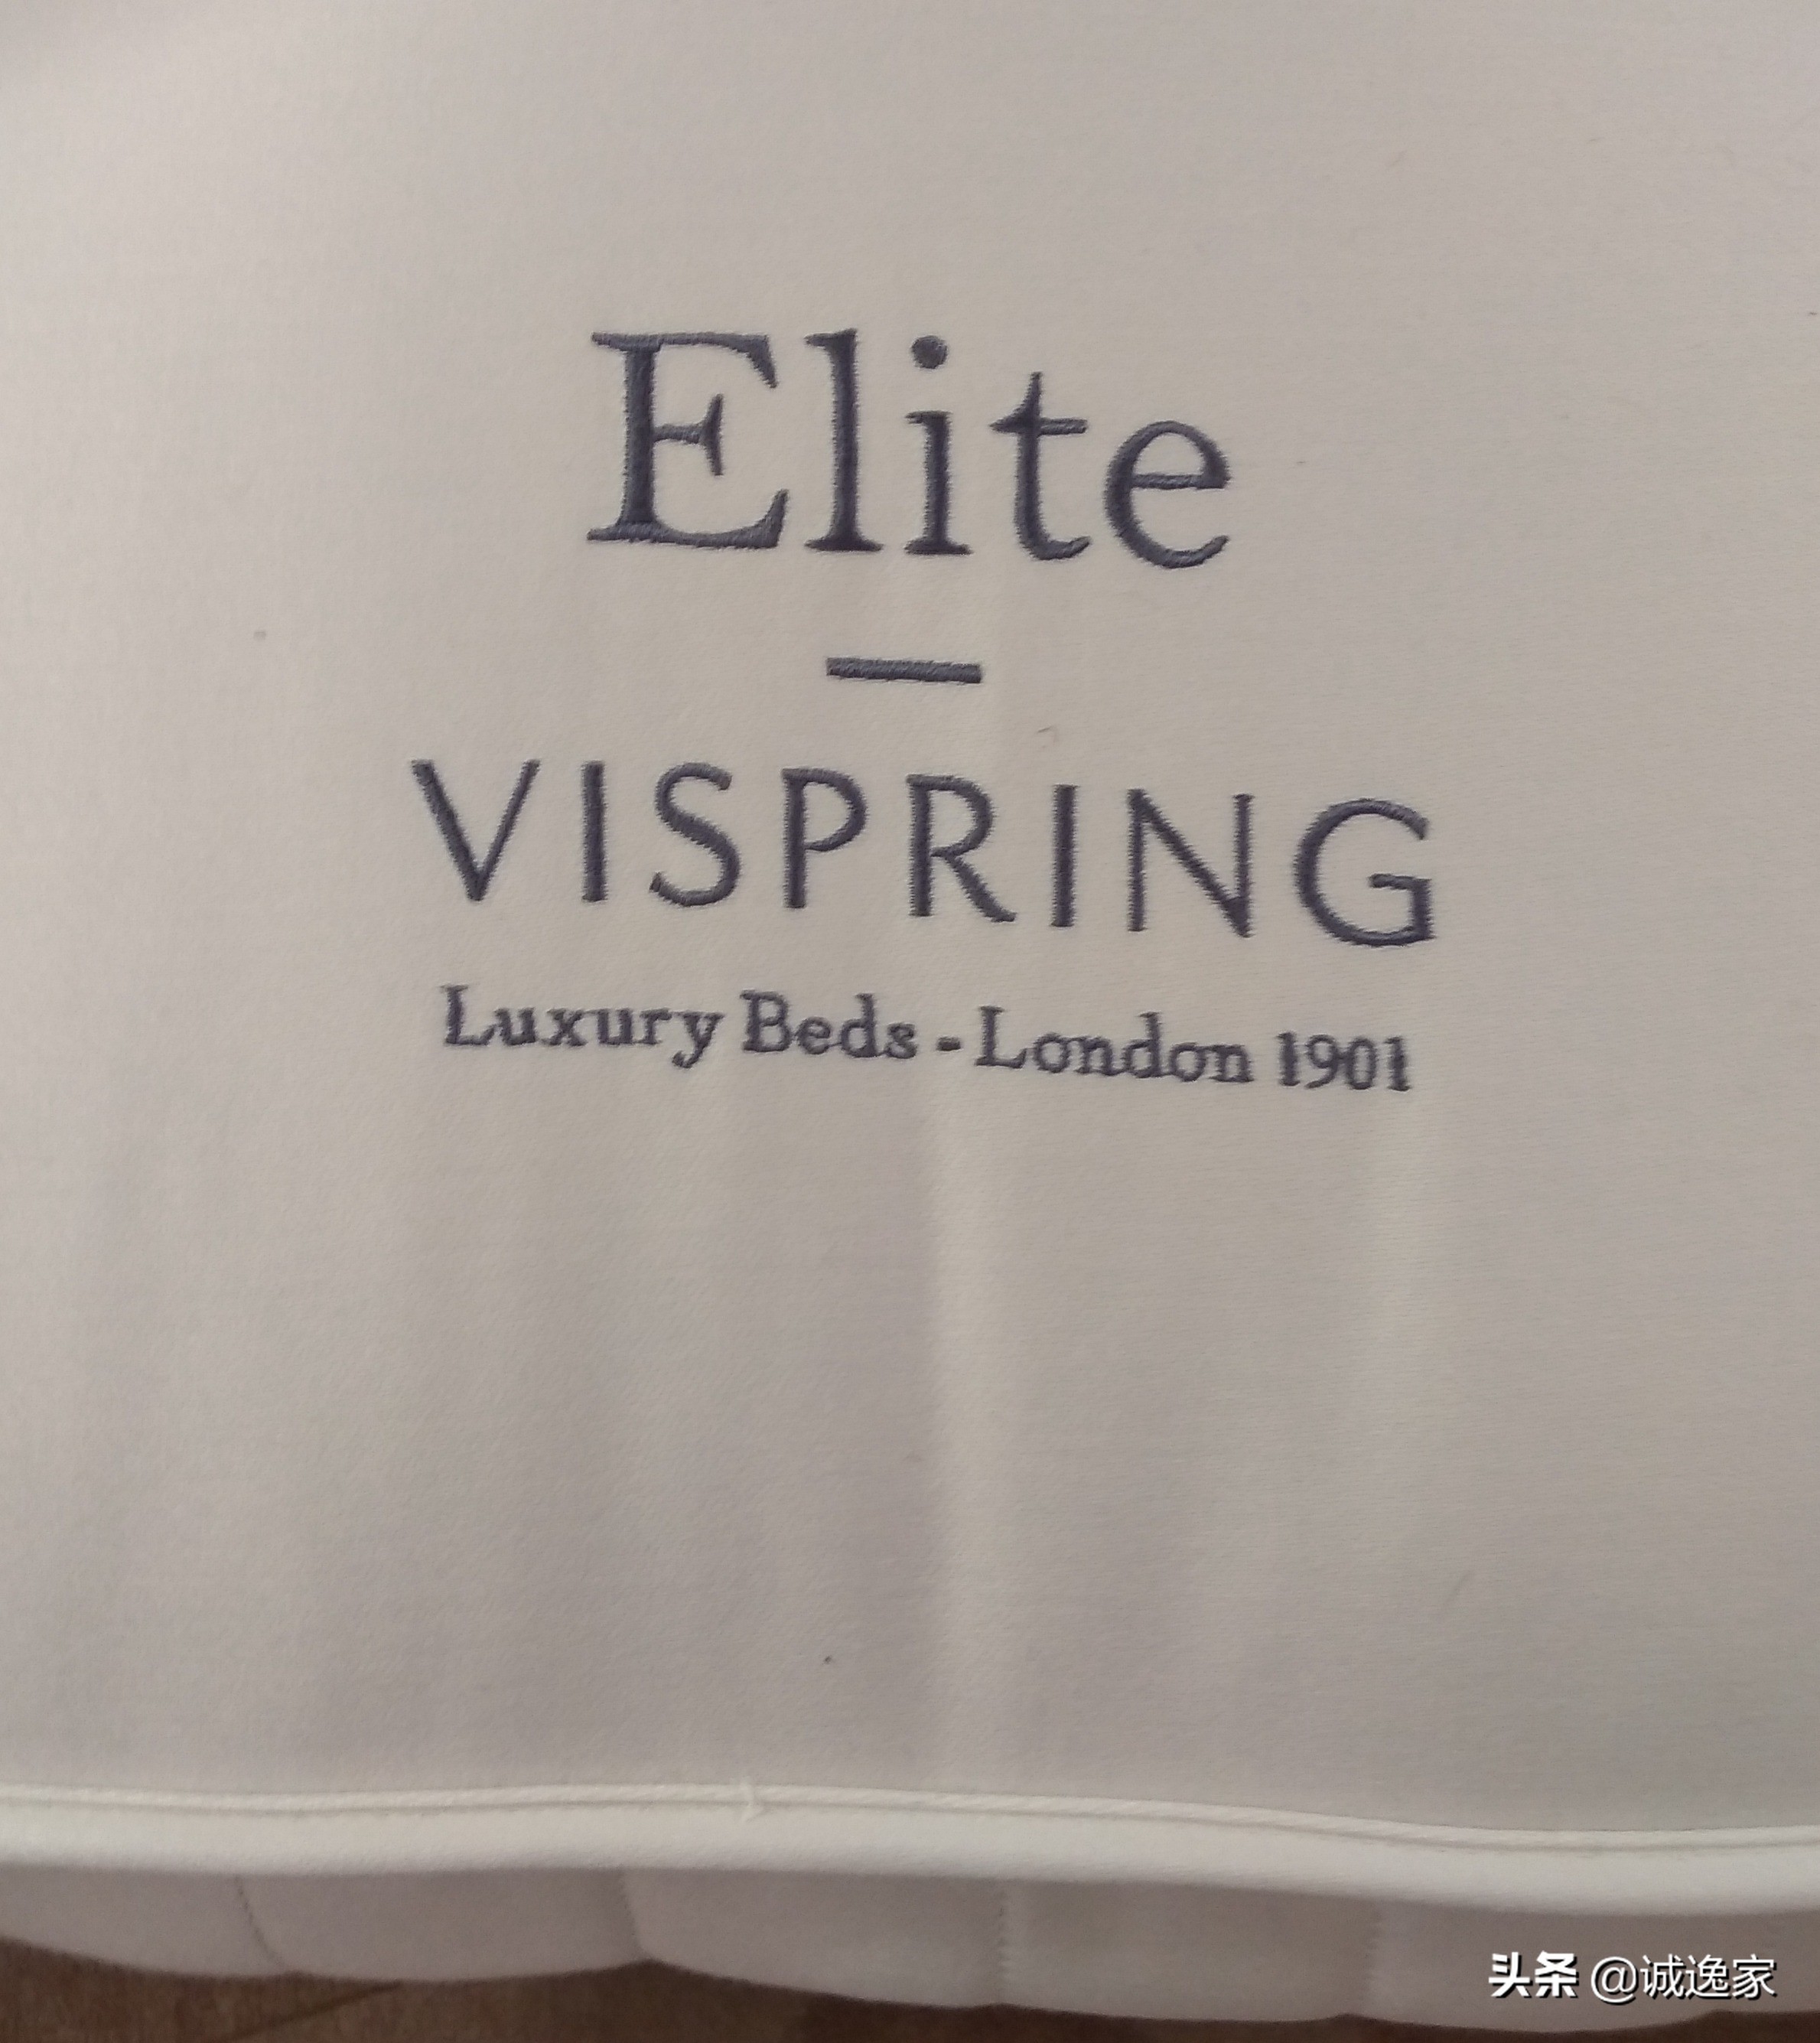 Elite
VISPRING
Luxury Beds - London 1901
头条 @诚逸家